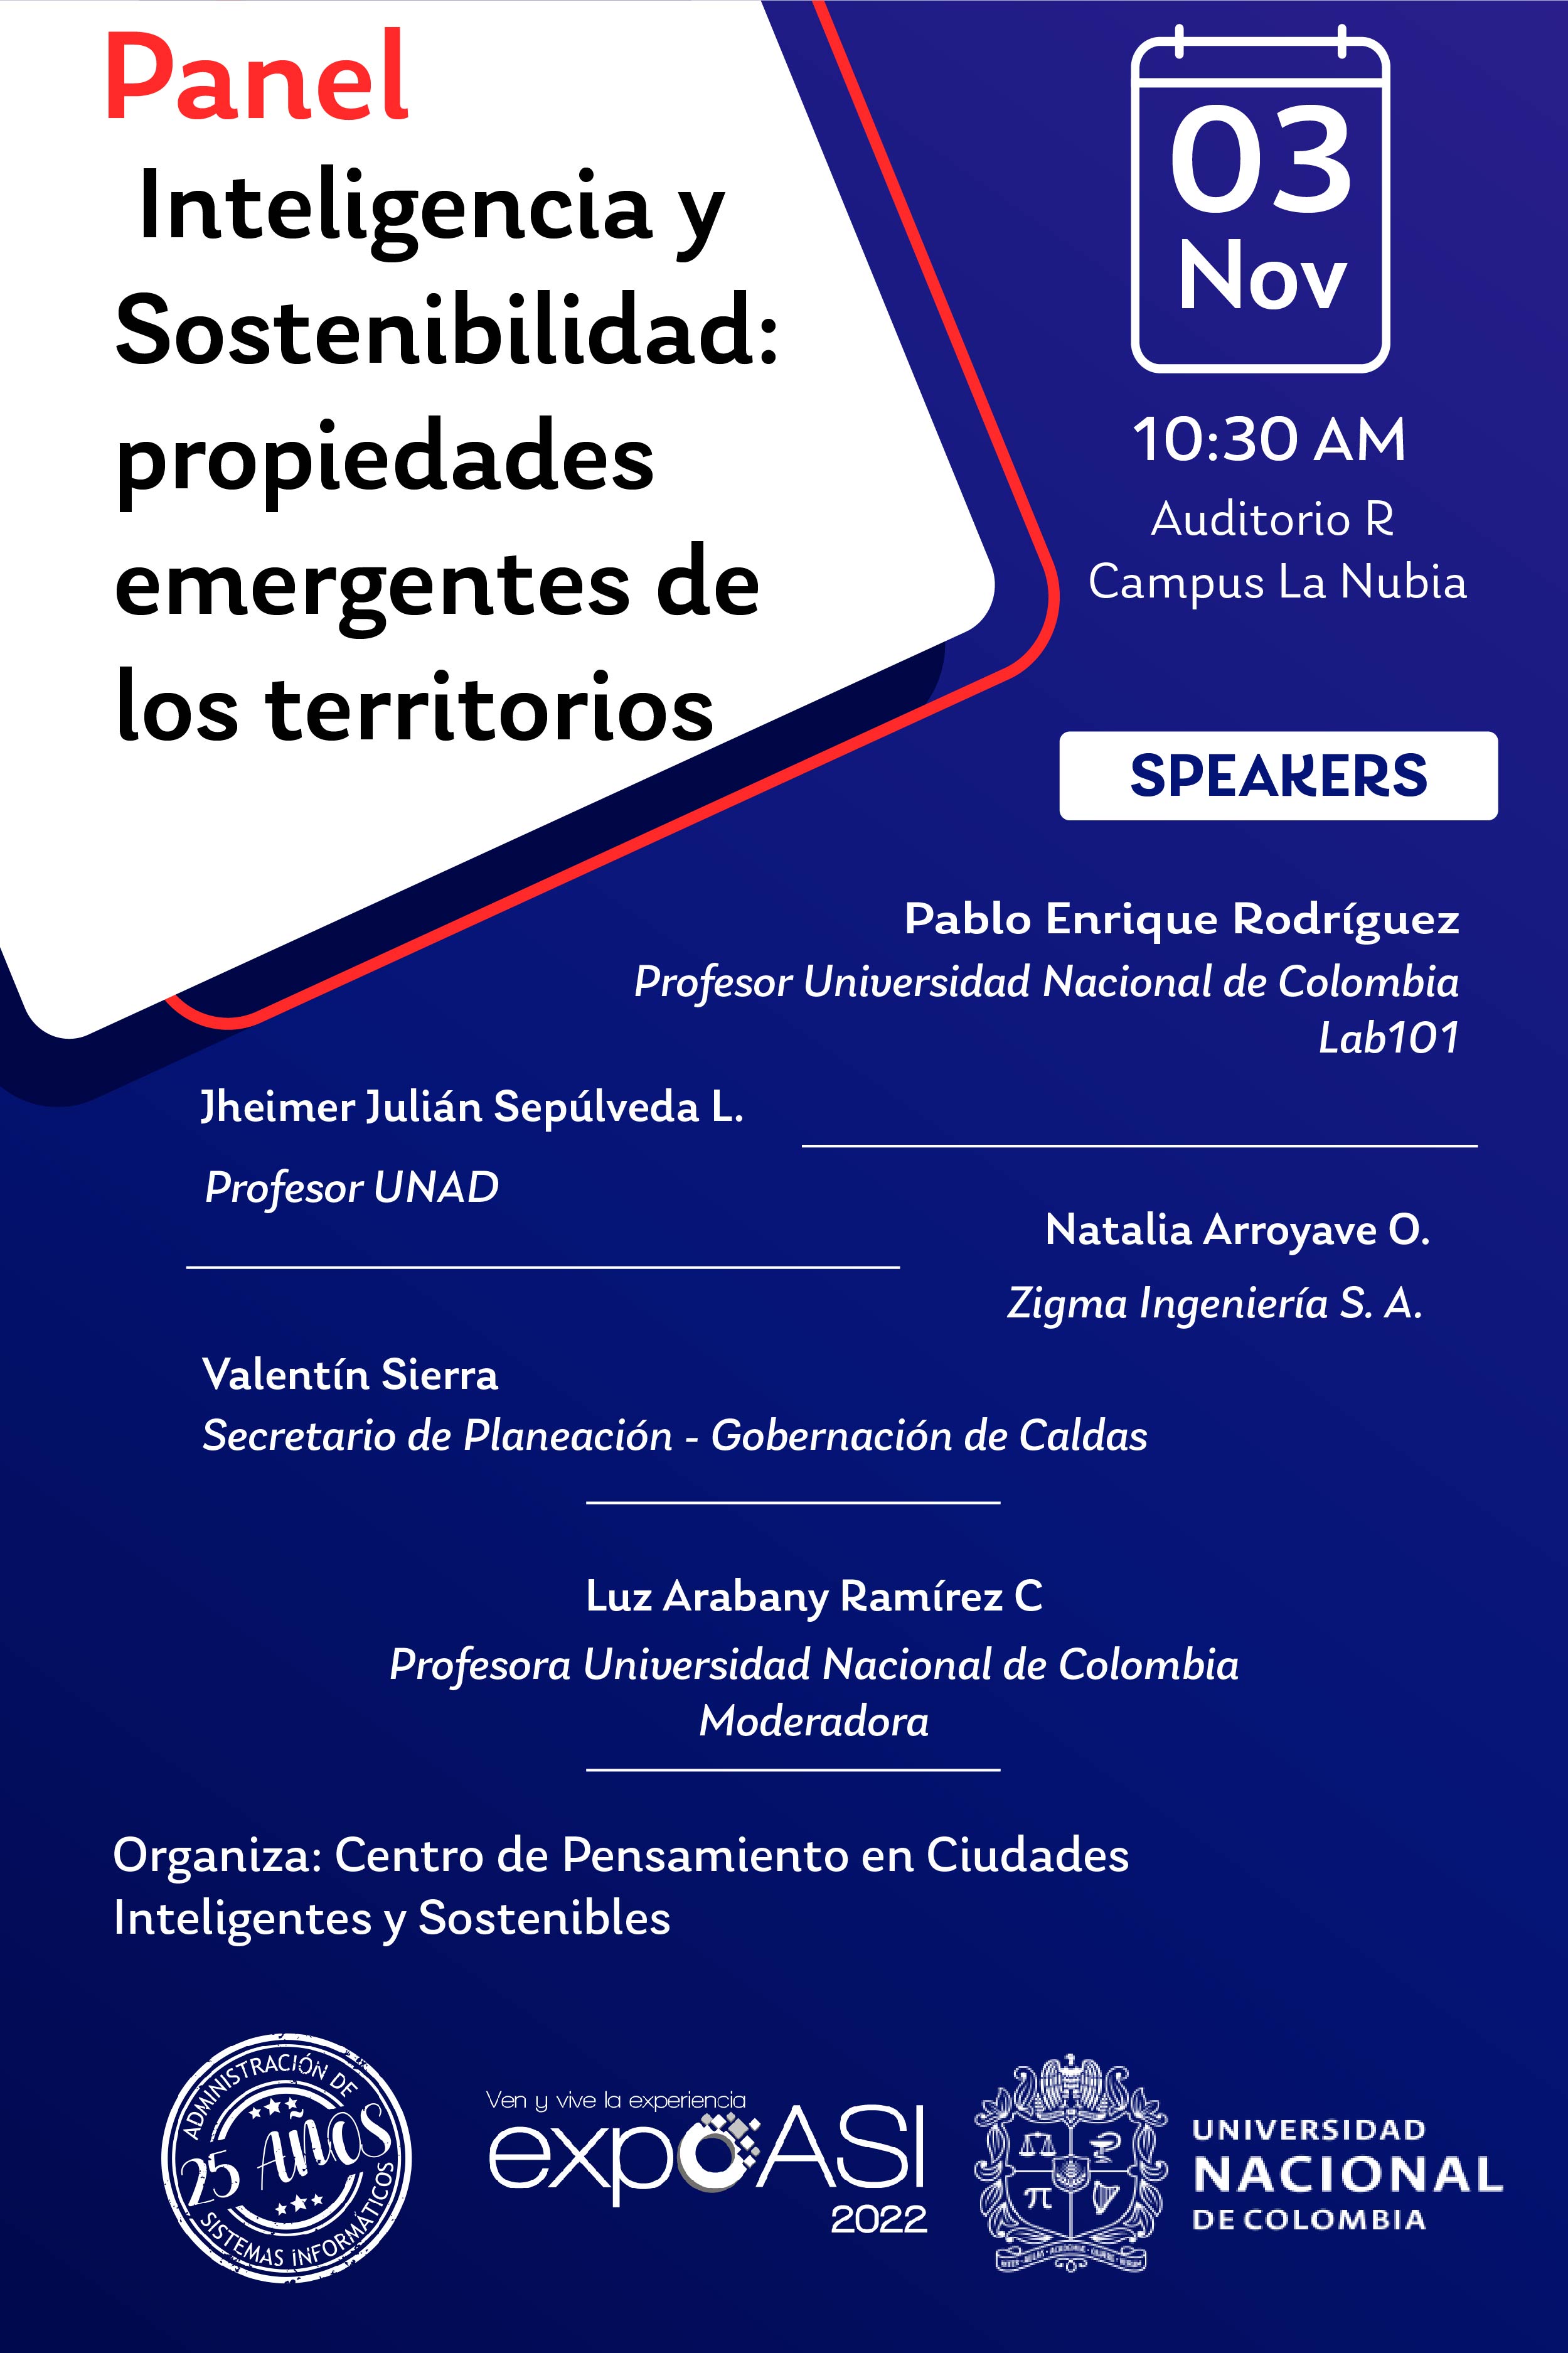 Panel
Inteligencia y
Sostenibilidad:
propiedades
emergentes de
los territorios
03
Nov
10:30 AM
Auditorio R
Campus La Nubia
SPEAKERS
Pablo Enrique Rodríguez
Profesor Universidad Nacional de Colombia
Lab101
Jheimer Julián Sepúlveda L.
Profesor UNAD
Natalia Arroyave O.
Zigma Ingeniería S. A.
Valentín Sierra
Secretario de Planeación - Gobernación de Caldas
Luz Arabany Ramírez C
Profesora Universidad Nacional de Colombia
Moderadora
Organiza: Centro de Pensamiento en Ciudades
Inteligentes y Sostenibles
ADMINISTRACIÓN DE
25 AÑOS
SISTEMAS INFORMÁTICOS
Ven y vive la experiencia
expoASI
2022
π
UNIVERSIDAD
NACIONAL
DE COLOMBIA